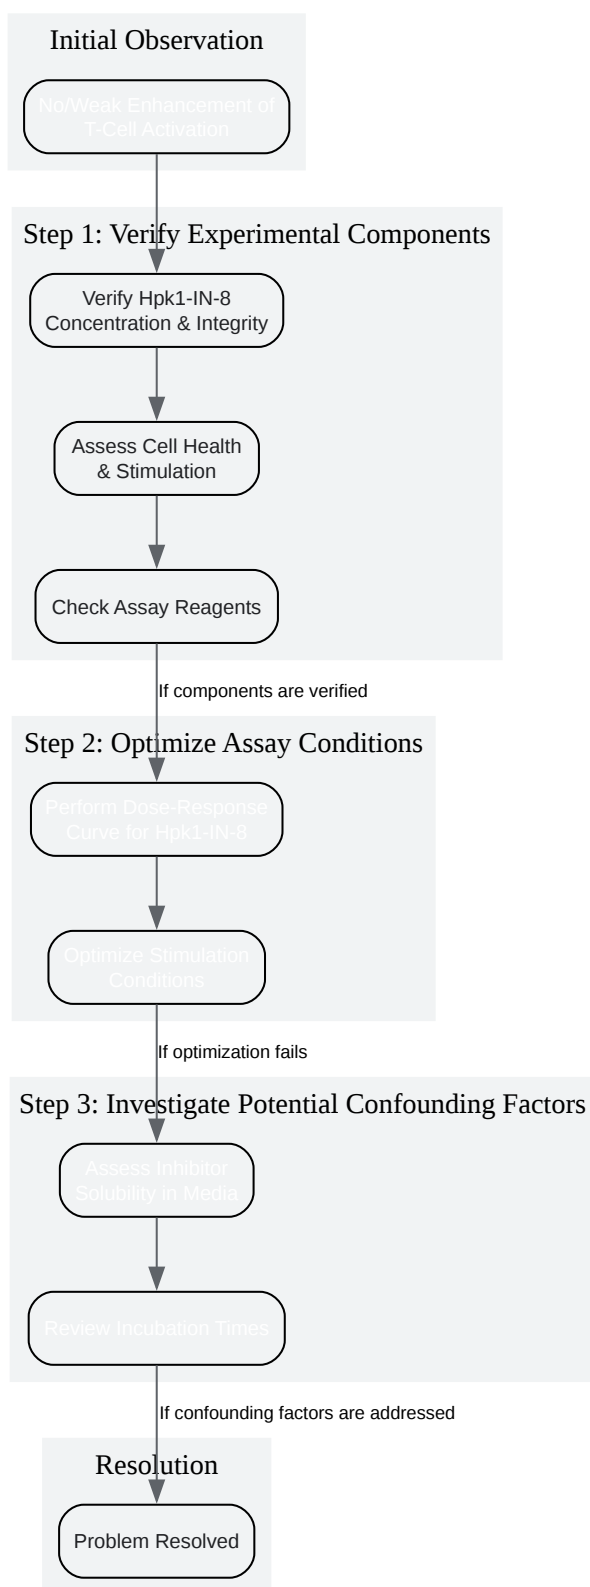 Initial Observation
No/Weak Enhancement of
T-Cell Activation
Step 1: Verify Experimental Components
Verify Hpk1-IN-8
Concentration & Integrity
Assess Cell Health
& Stimulation
Check Assay Reagents
If components are verified
Step 2: Optimize Assay Conditions
Perform Dose-Response
Curve for Hpk1-IN-8
Optimize Stimulation
Conditions
If optimization fails
Step 3: Investigate Potential Confounding Factors
Assess Inhibitor
Solubility in Media
Review Incubation Times
If confounding factors are addressed
Resolution
Problem Resolved